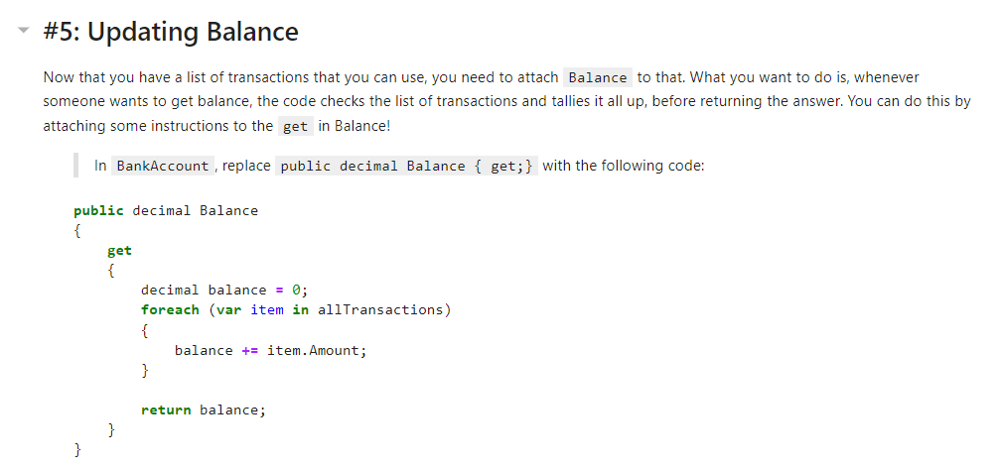 #5: Updating Balance
Now that you have a list of transactions that you can use, you need to attach Balance to that. What you want to do is, whenever
someone wants to get balance, the code checks the list of transactions and tallies it all up, before returning the answer. You can do this by
attaching some instructions to the get in Balance!
In BankAccount, replace public decimal Balance { get;} with the following code:
public decimal Balance
{
    get
    {
        decimal balance = 0;
        foreach (var item in allTransactions)
        {
            balance += item.Amount;
        }

        return balance;
    }
}